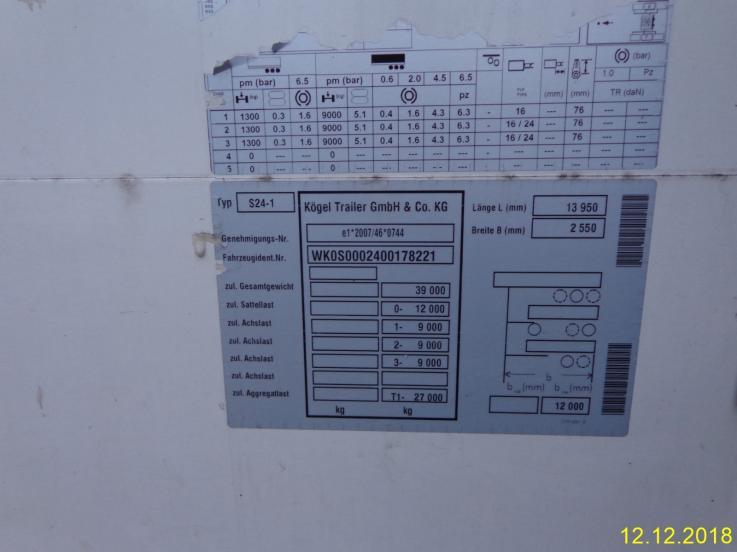 (bar)
pm (bar) 6.5 pm (bar) 0.6 2.0 4.5 6.5 1.0 Pz
pz (mm) (mm) TR (daN)
1 1300 0.3 1.6 9000 5.1 0.4 1.6 4.3 6.3 - 16 --- 76 --- ---
2 1300 0.3 1.6 9000 5.1 0.4 1.6 4.3 6.3 - 16 / 24 --- 76 --- ---
3 1300 0.3 1.6 9000 5.1 0.4 1.6 4.3 6.3 - 16 / 24 --- 76 --- ---
4 0 --- --- 0 --- --- --- --- --- - --- --- --- --- ---
5 0 --- --- 0 --- --- --- --- --- - --- --- --- --- ---
Typ S24-1 Kögel Trailer GmbH & Co. KG Länge L (mm) 13 950
Genehmigungs-Nr. e1*2007/46*0744 Breite B (mm) 2 550
Fahrzeugident.Nr. WK0S0002400178221
zul. Gesamtgewicht 39 000
zul. Sattellast 0- 12 000
zul. Achslast 1- 9 000
zul. Achslast 2- 9 000
zul. Achslast 3- 9 000
zul. Achslast
zul. Aggregatlast T1- 27 000
kg kg
b
b (mm) b (mm)
12 000
12.12.2018